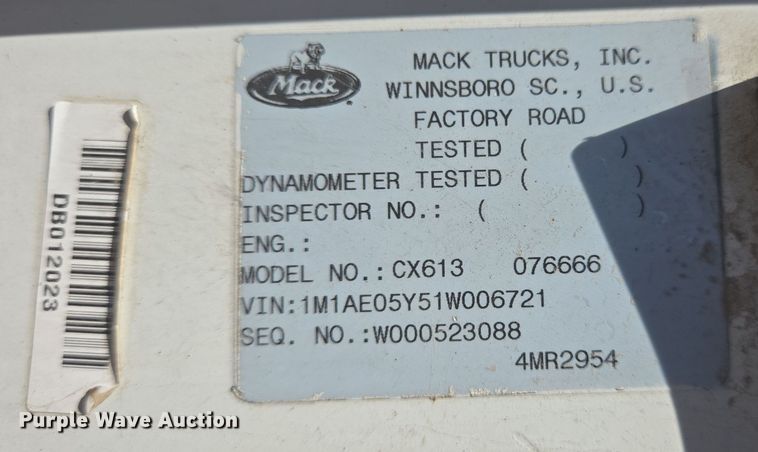 Mack
MACK TRUCKS, INC.
WINNSBORO SC., U.S.
FACTORY ROAD
TESTED ( )
DYNAMOMETER TESTED ( )
INSPECTOR NO.: ( )
ENG.:
MODEL NO.:CX613 076666
VIN:1M1AE05Y51W006721
SEQ. NO.:W000523088
4MR2954
DB012023
Purple Wave Auction